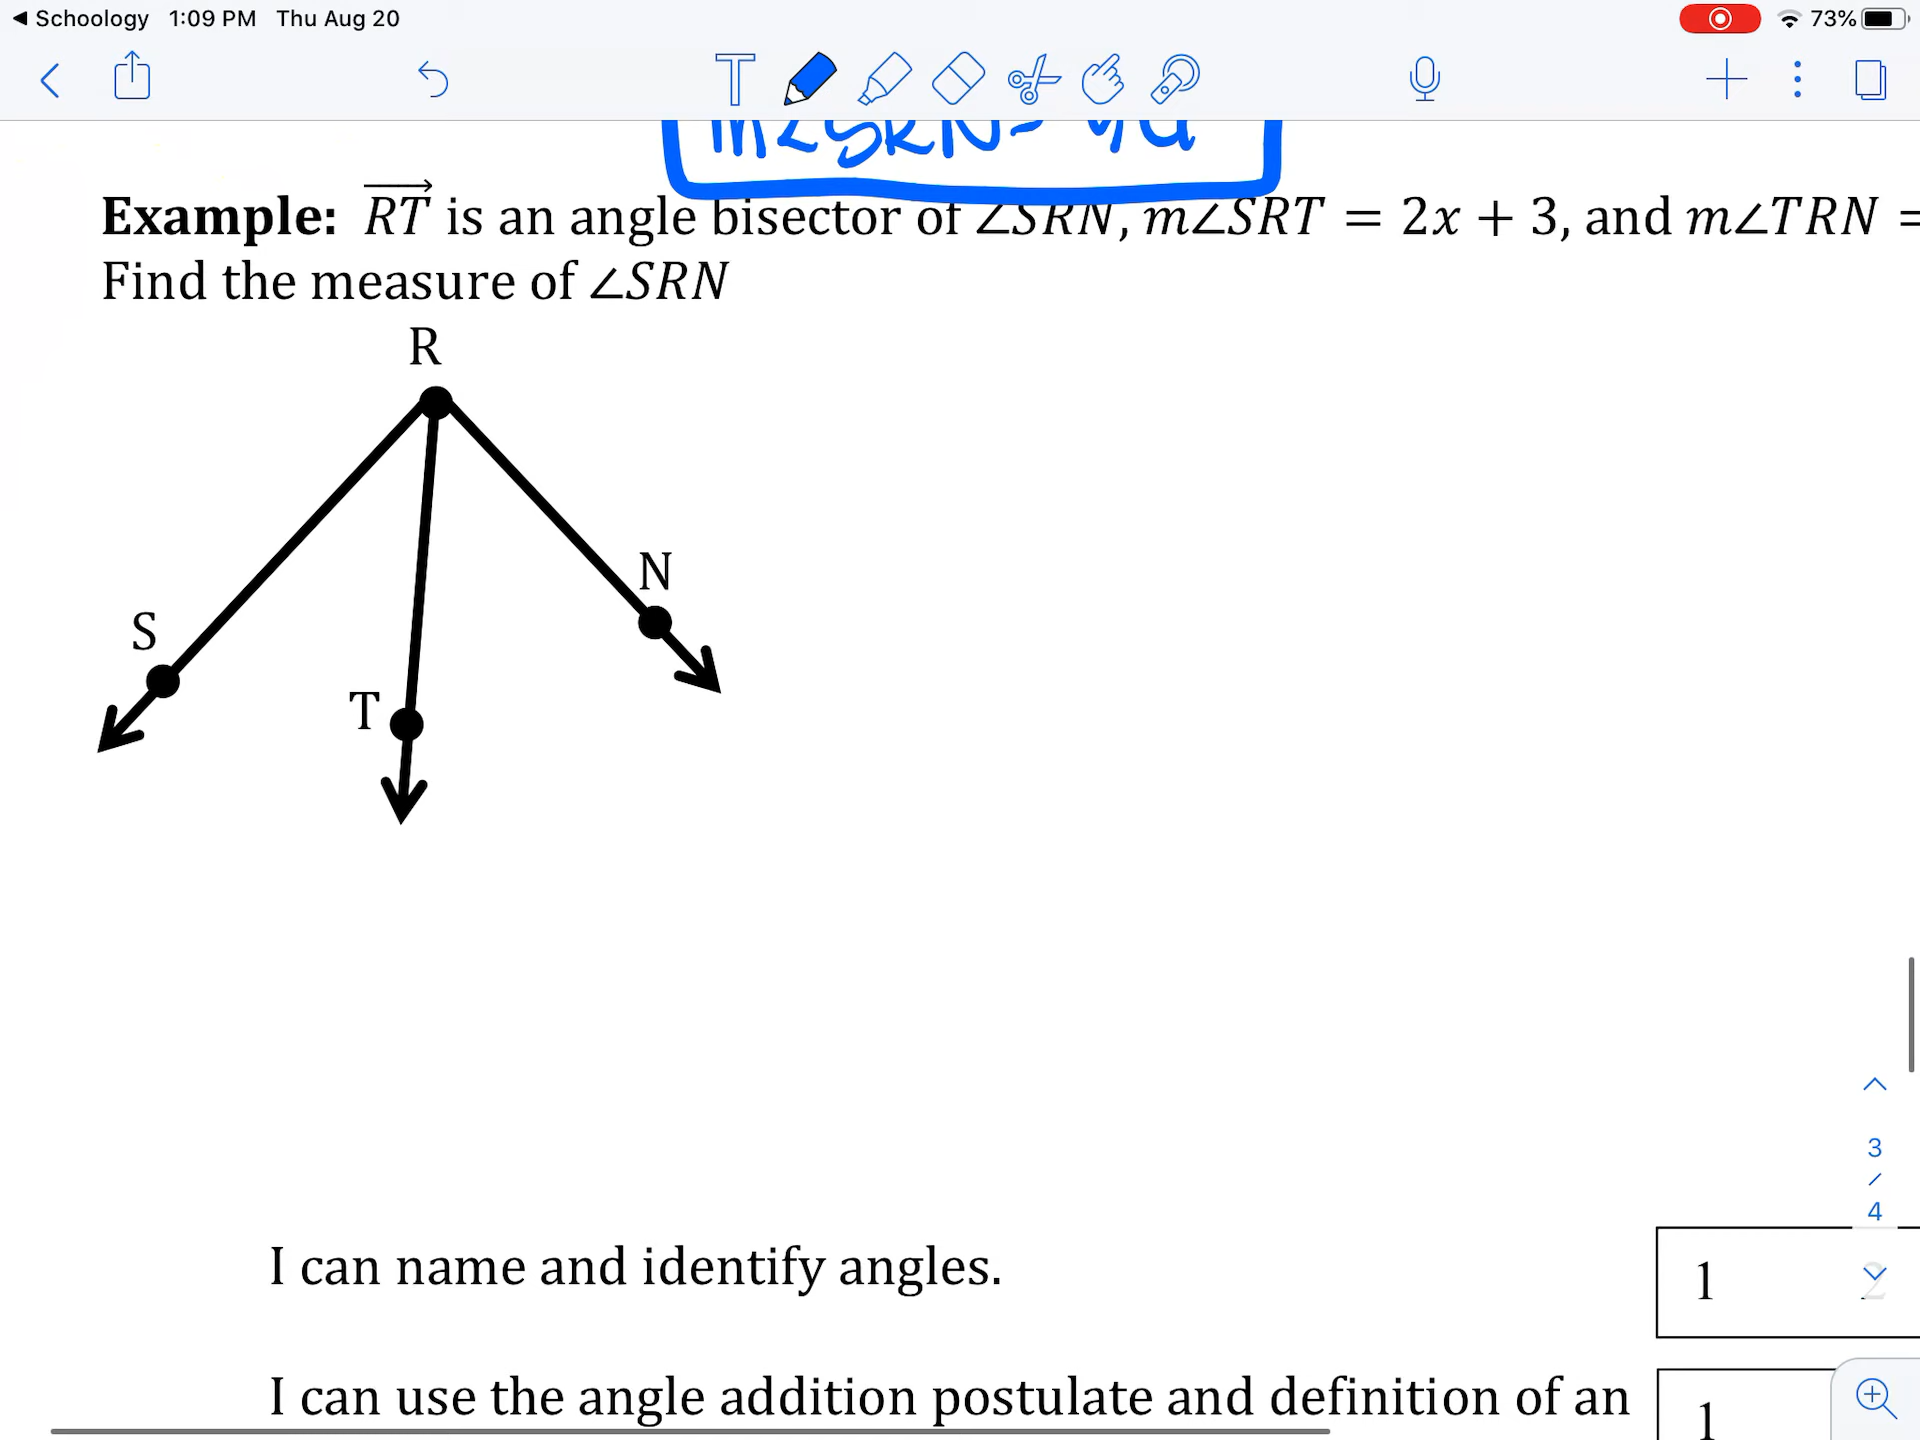 Schoology 1:09 PM Thu Aug 20 73%
T
Example: RT is an angle bisector of ∠SRN, m∠SRT = 2x + 3, and m∠TRN =
Find the measure of ∠SRN
R
N
S
T
3
/
4
I can name and identify angles. 1 2
I can use the angle addition postulate and definition of an 1